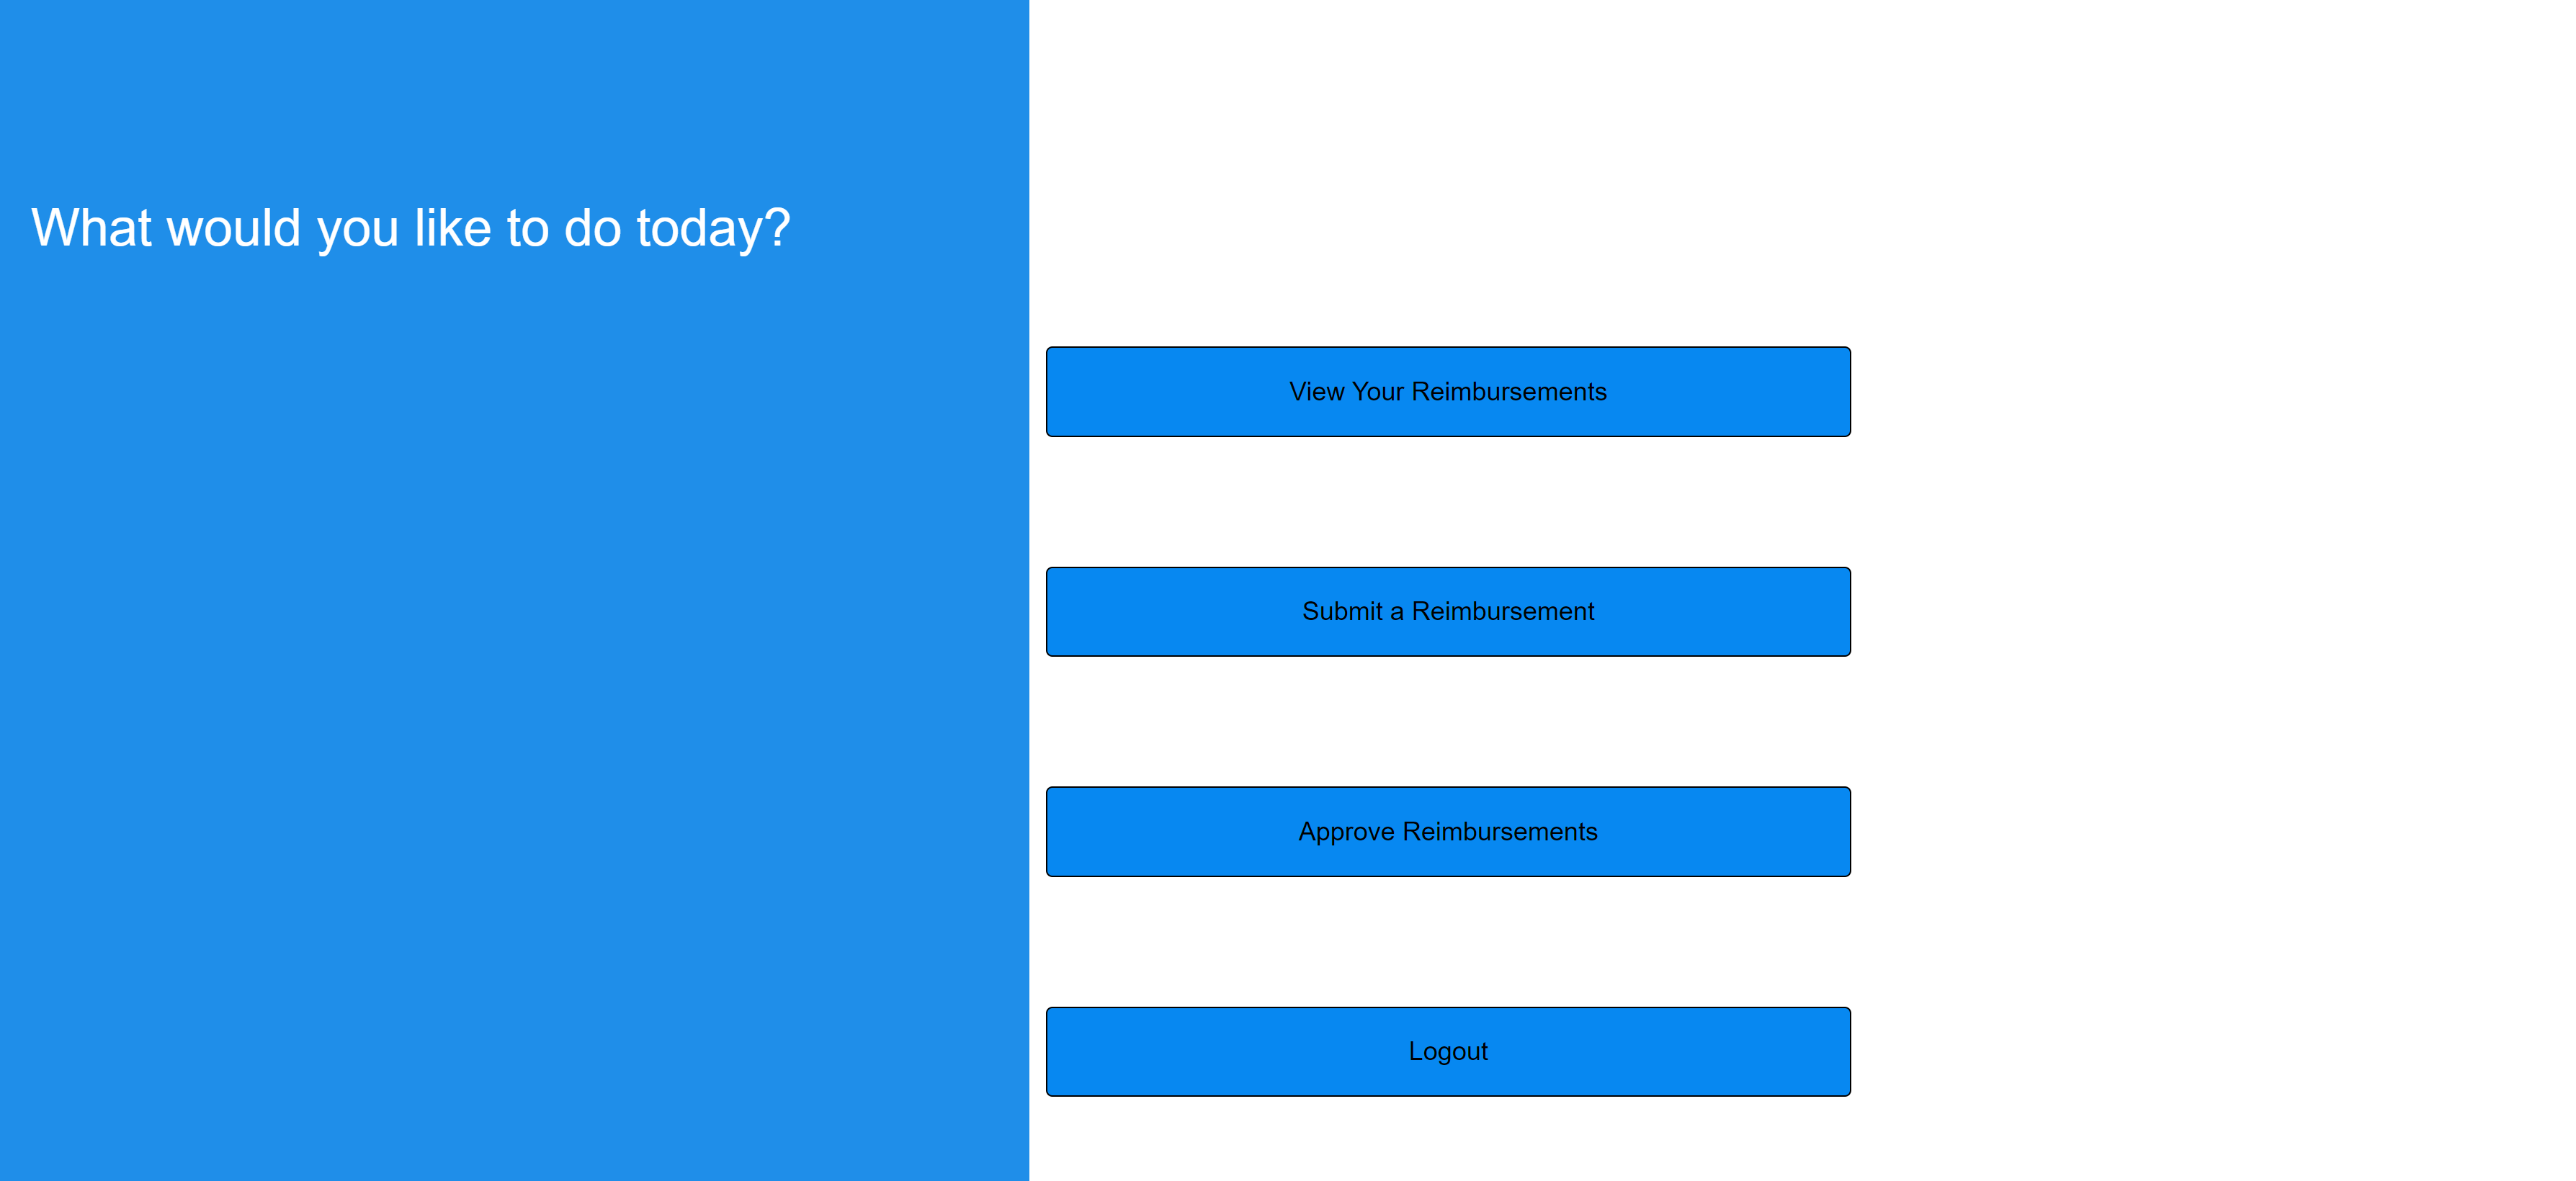 What would you like to do today?
View Your Reimbursements
Submit a Reimbursement
Approve Reimbursements
Logout